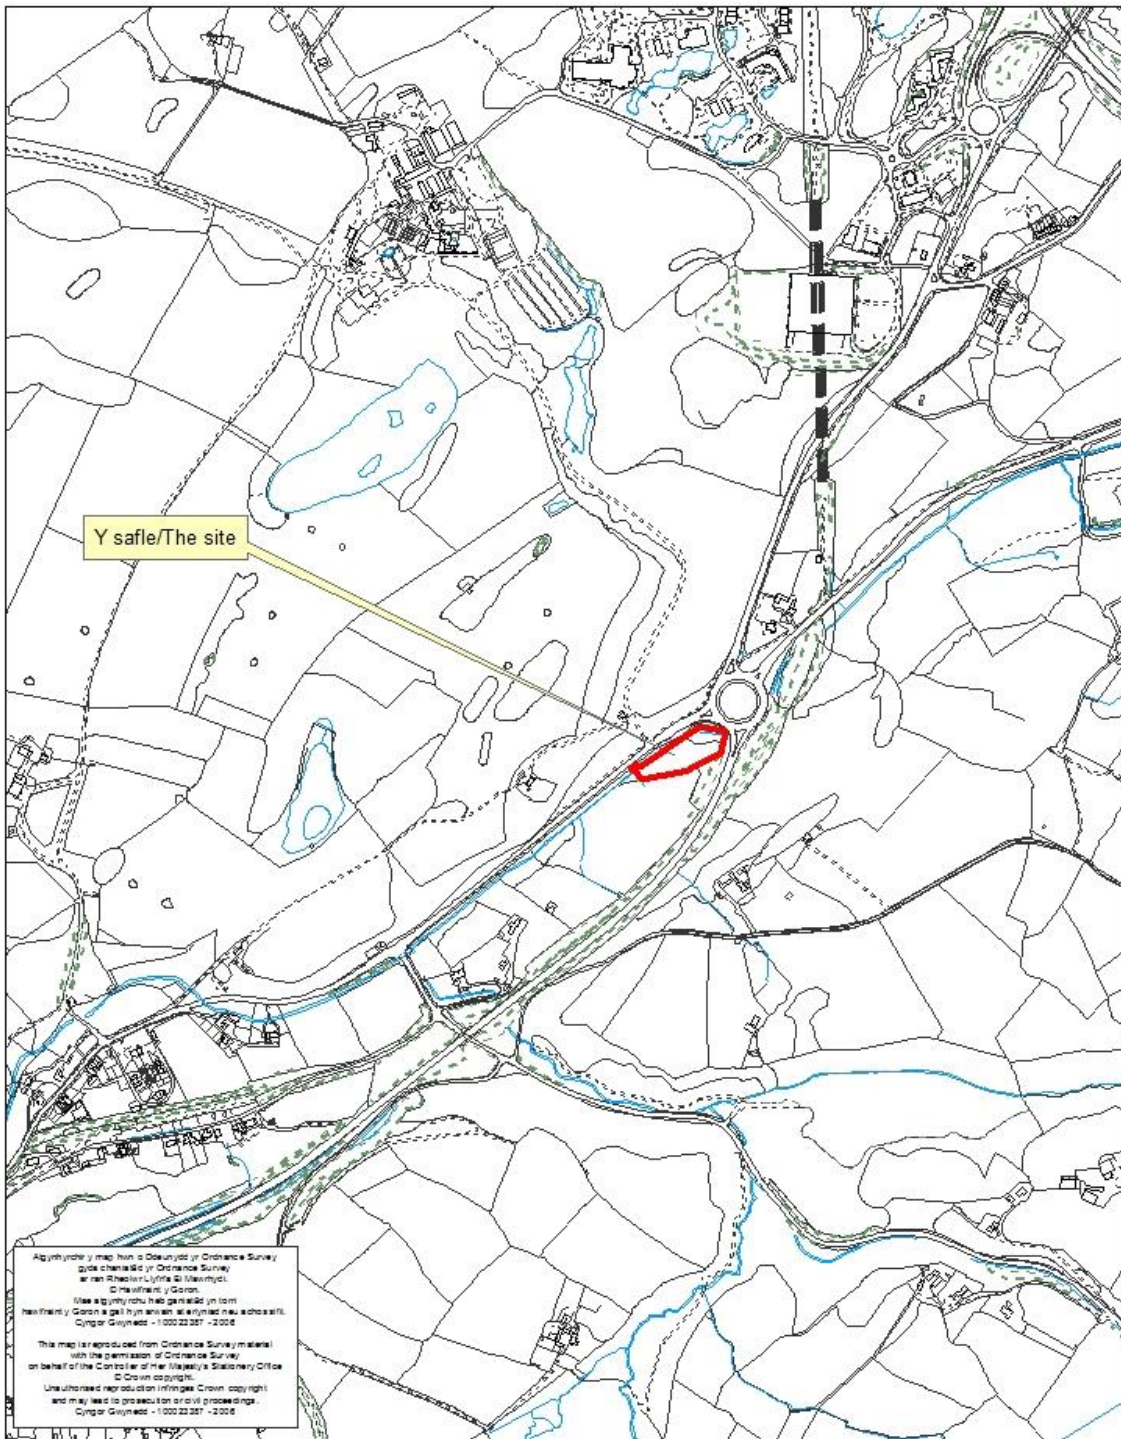 Y safle/The site
Atgynhyrchir y map hwn o Ddeunydd yr Ordnance Survey
gyda chaniatâd yr Ordnance Survey
ar ran Rheolwr Llyfrfa Ei Mawrhydi.
© Hawlfraint y Goron.
Mae atgynhyrchu heb ganiatâd yn torri
hawlfraint y Goron a gall hyn arwain at erlyniad neu achos sifil.
Cyngor Gwynedd - 100023387 - 2008
This map is reproduced from Ordnance Survey material
with the permission of Ordnance Survey
on behalf of the Controller of Her Majesty's Stationery Office
© Crown copyright.
Unauthorised reproduction infringes Crown copyright
and may lead to prosecution or civil proceedings.
Cyngor Gwynedd - 100023387 - 2008